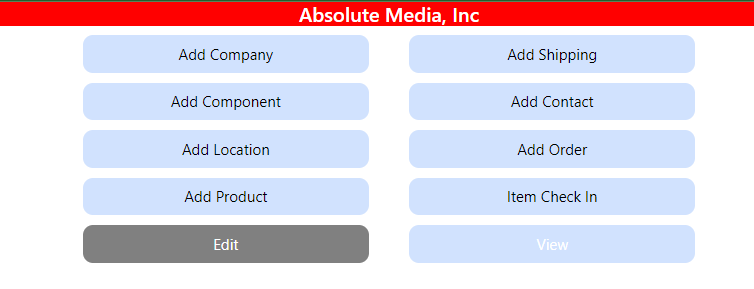 Absolute Media, Inc
Add Company
Add Shipping
Add Component
Add Contact
Add Location
Add Order
Add Product
Item Check In
Edit
View